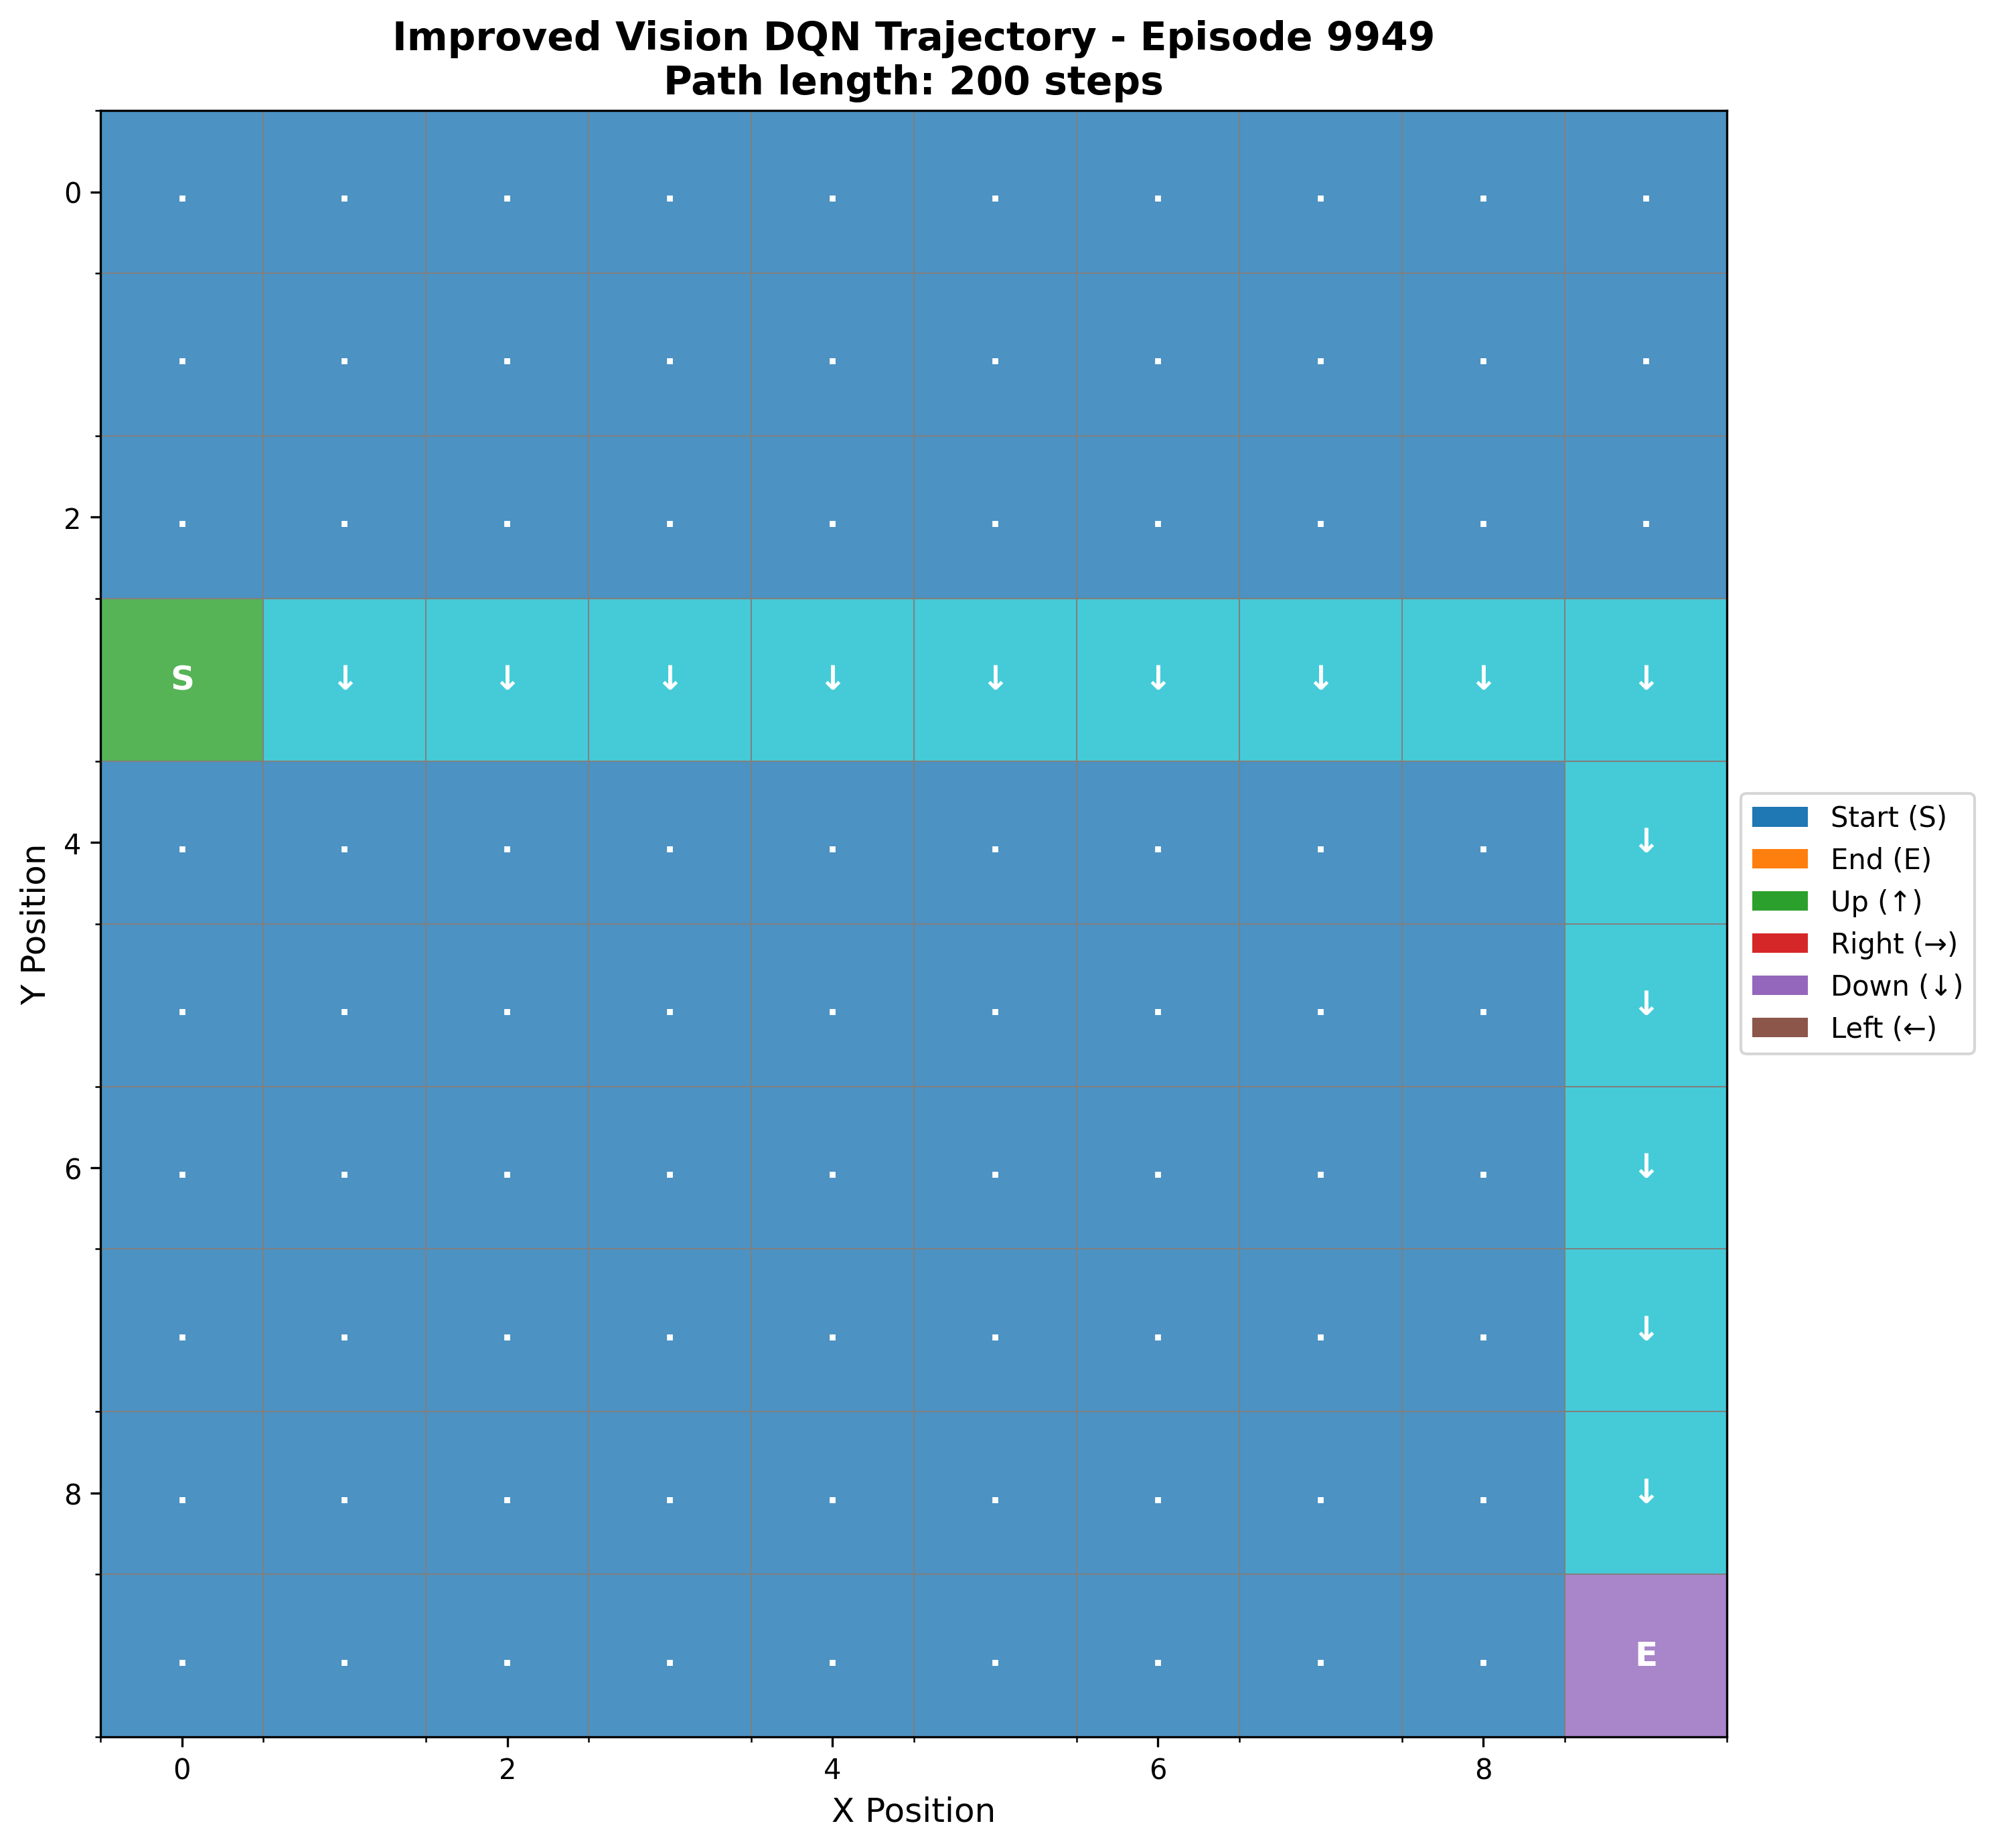 Improved Vision DQN Trajectory - Episode 9949
Path length: 200 steps
0
2
S ↓ ↓ ↓ ↓ ↓ ↓ ↓ ↓ ↓
4 ↓
↓
6 ↓
↓
8 ↓
E
0 2 4 6 8
X Position
Y Position
Start (S)
End (E)
Up (↑)
Right (→)
Down (↓)
Left (←)